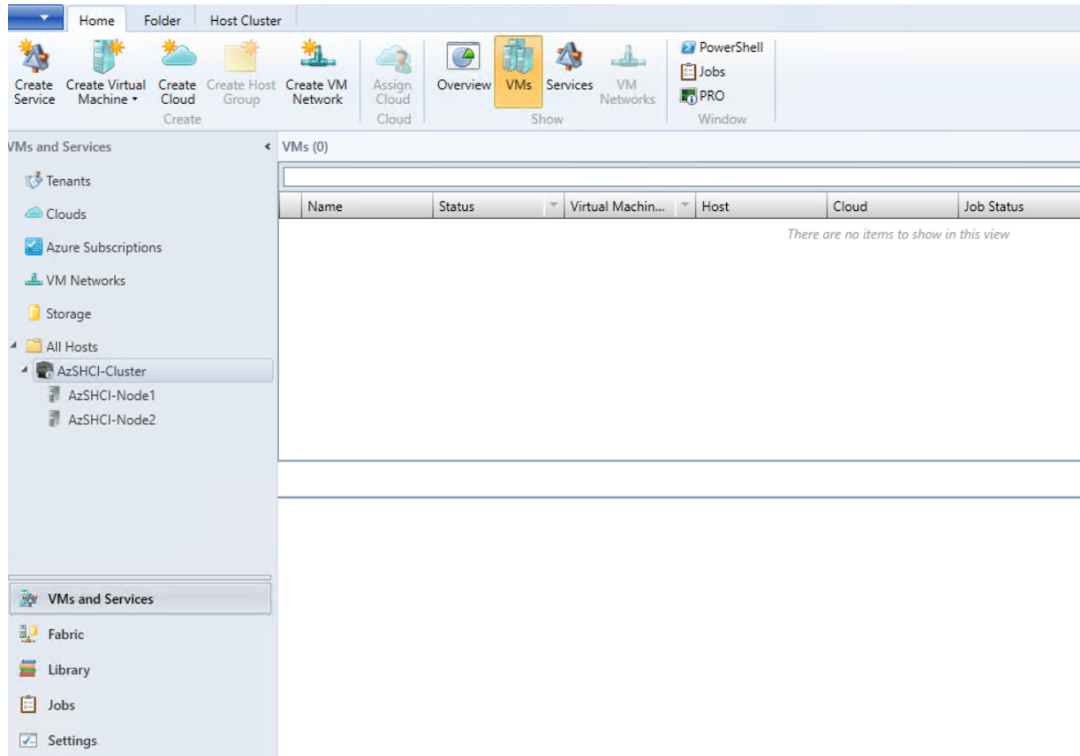 Home Folder Host Cluster
Create Service
Create Virtual Machine
Create Cloud
Create Host Group
Create VM Network
Create
Assign Cloud
Cloud
Overview
VMs
Services
VM Networks
Show
PowerShell
Jobs
PRO
Window
VMs and Services
Tenants
Clouds
Azure Subscriptions
VM Networks
Storage
All Hosts
AzSHCI-Cluster
AzSHCI-Node1
AzSHCI-Node2
VMs and Services
Fabric
Library
Jobs
Settings
VMs (0)
Name Status Virtual Machin... Host Cloud Job Status
There are no items to show in this view